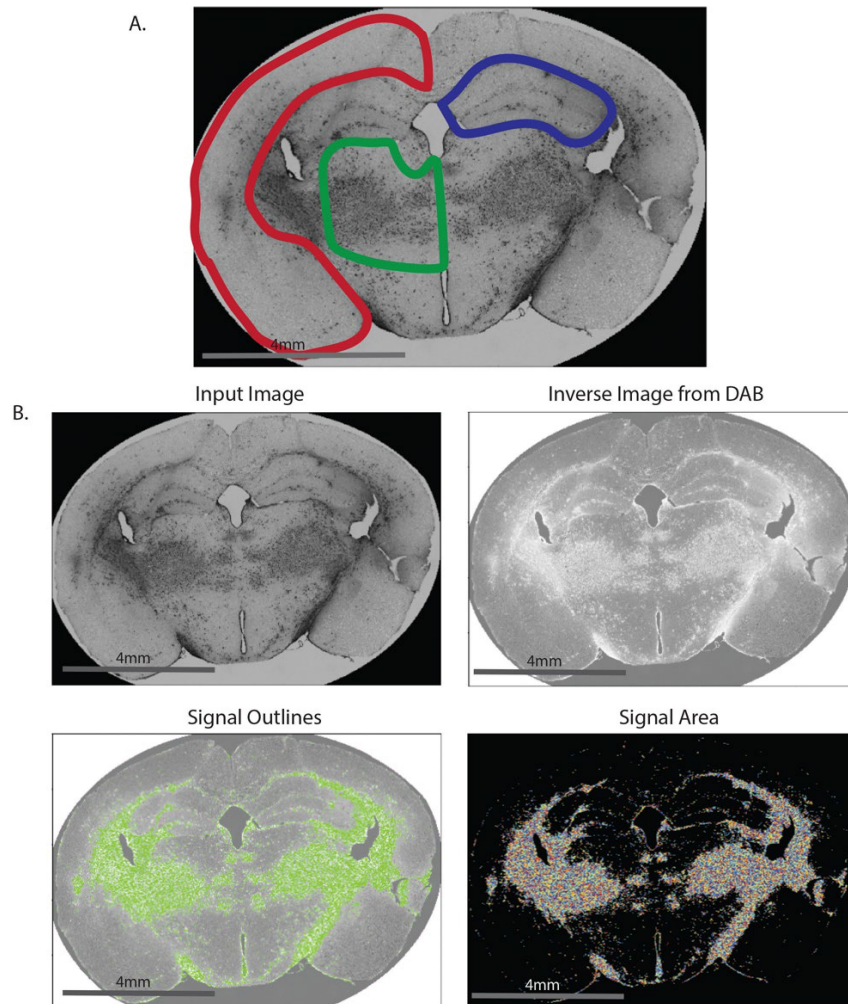 A.
4mm
B.
Input Image
Inverse Image from DAB
4mm
4mm
Signal Outlines
Signal Area
4mm
4mm